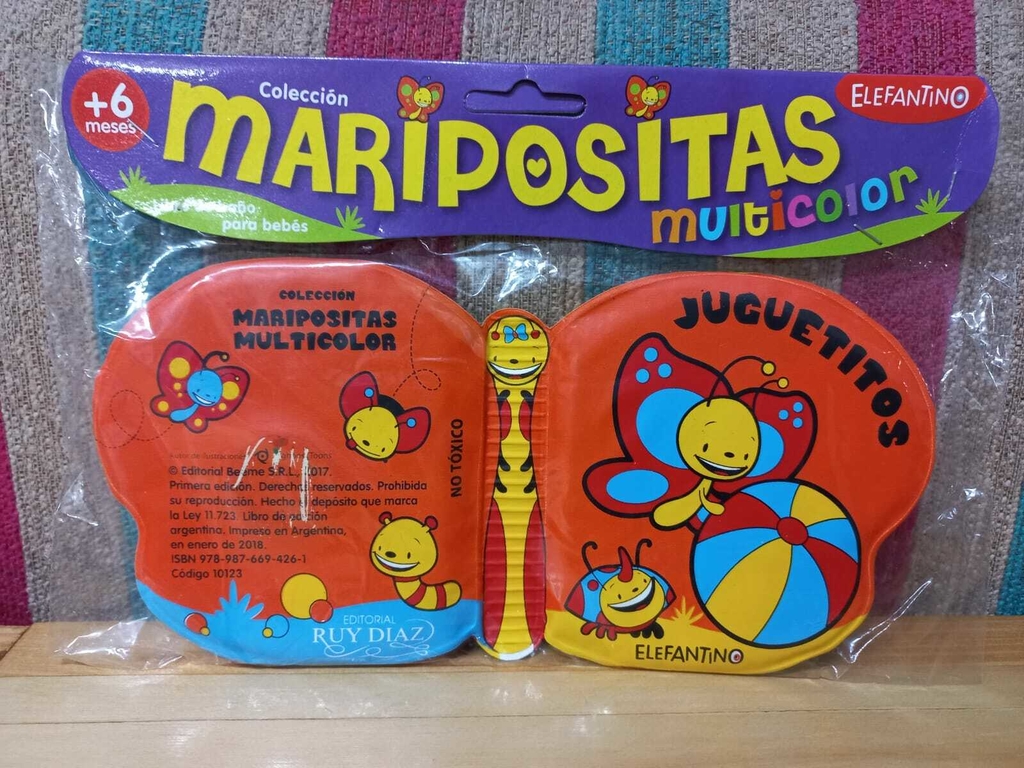 +6
meses
Colección
MARIPOSITAS
multicolor
ELEFANTINO
para bebés
COLECCIÓN
MARIPOSITAS
MULTICOLOR
© Editorial Beeme S.R.L. 2017.
Primera edición. Derechos reservados. Prohibida
su reproducción. Hecho el depósito que marca
la Ley 11.723. Libro de edición
argentina. Impreso en Argentina,
en enero de 2018.
ISBN 978-987-669-426-1
Código 10123
EDITORIAL
RUY DIAZ
NO TÓXICO
JUGUETITOS
ELEFANTINO